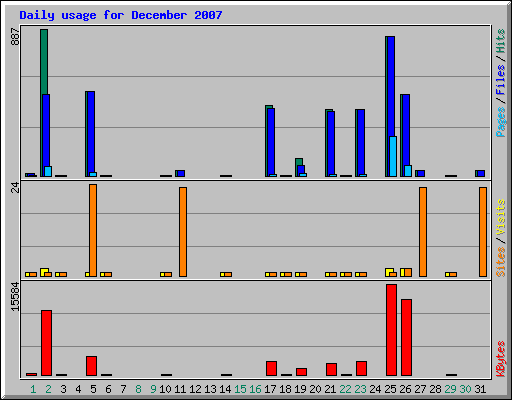 Daily usage for December 2007
887
Pages / Files / Hits
24
Sites / Visits
15584
KBytes
1 2 3 4 5 6 7 8 9 10 11 12 13 14 15 16 17 18 19 20 21 22 23 24 25 26 27 28 29 30 31